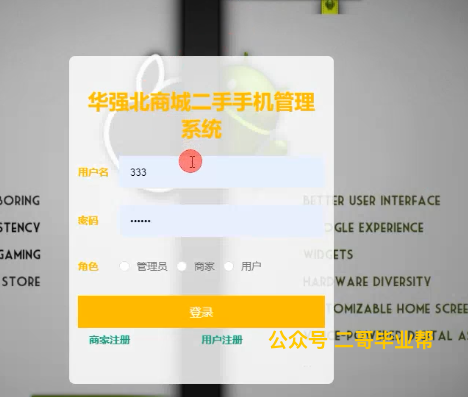 华强北商城二手手机管理
系统
用户名
333
密码
••••••
角色
管理员
商家
用户
登录
商家注册
用户注册
公众号 二哥毕业帮
BORING
STENCY
GAMING
STORE
BETTER USER INTERFACE
OGLE EXPERIENCE
WIDGETS
HARDWARE DIVERSITY
TOMIZABLE HOME SCREE